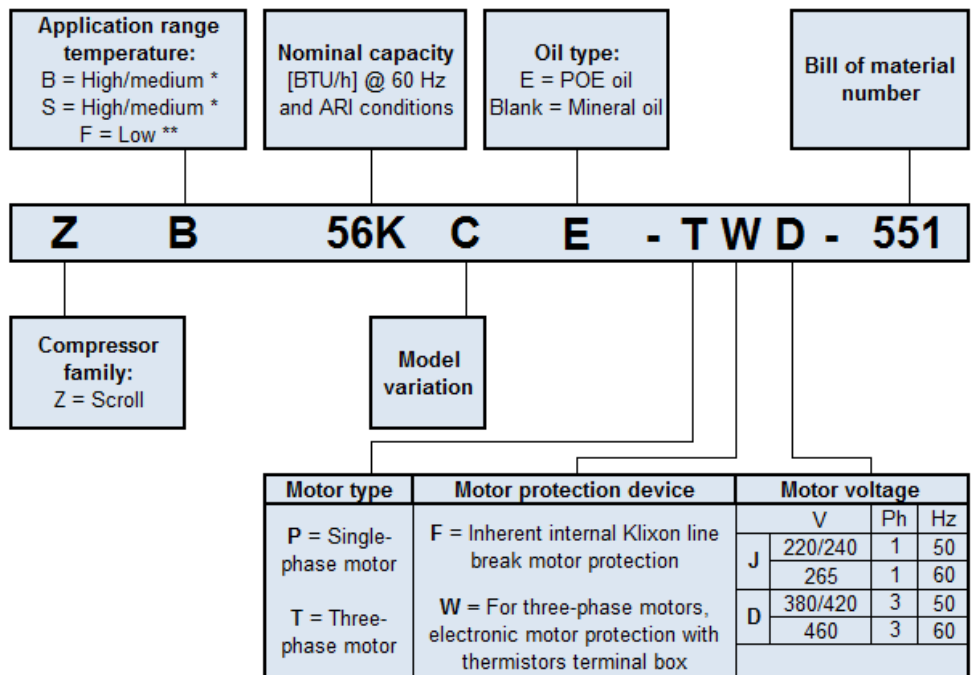 Application range
temperature:
B = High/medium *
S = High/medium *
F = Low **
Nominal capacity
[BTU/h] @ 60 Hz
and ARI conditions
Oil type:
E = POE oil
Blank = Mineral oil
Bill of material
number
Z B 56K C E - T W D - 551
Compressor
family:
Z = Scroll
Model
variation
Motor type
P = Single-
phase motor
T = Three-
phase motor
Motor protection device
F = Inherent internal Klixon line
break motor protection
W = For three-phase motors,
electronic motor protection with
thermistors terminal box
Motor voltage
V Ph Hz
J 220/240 1 50
265 1 60
D 380/420 3 50
460 3 60